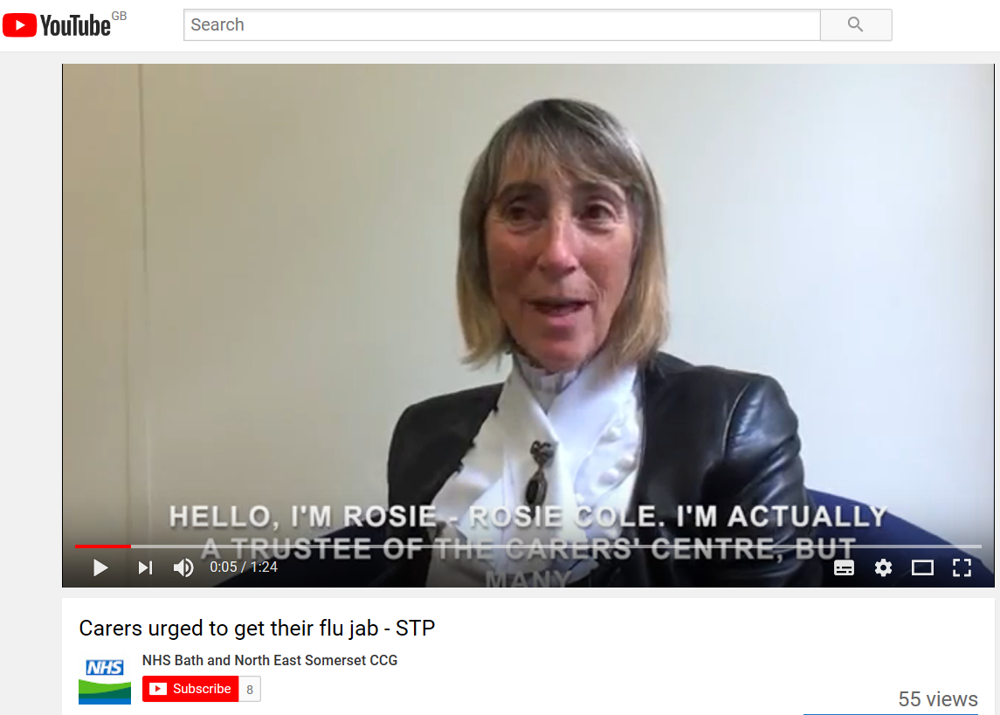 YouTube GB
Search
HELLO, I'M ROSIE - ROSIE COLE. I'M ACTUALLY
A TRUSTEE OF THE CARERS' CENTRE, BUT
MANY
0:05 / 1:24
Carers urged to get their flu jab - STP
NHS
NHS Bath and North East Somerset CCG
Subscribe 8
55 views